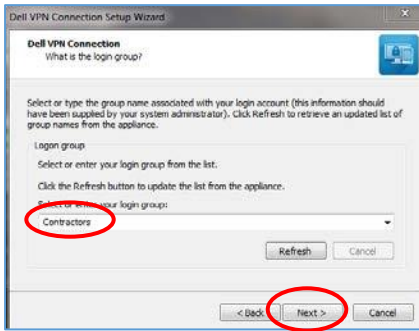 Dell VPN Connection Setup Wizard
Dell VPN Connection
What is the login group?
Select or type the group name associated with your login account (this information should
have been supplied by your system administrator). Click Refresh to retrieve an updated list of
group names from the appliance.
Logon group
Select or enter your login group from the list.
Click the Refresh button to update the list from the appliance.
Select or enter your login group:
Contractors
Refresh Cancel
< Back Next > Cancel